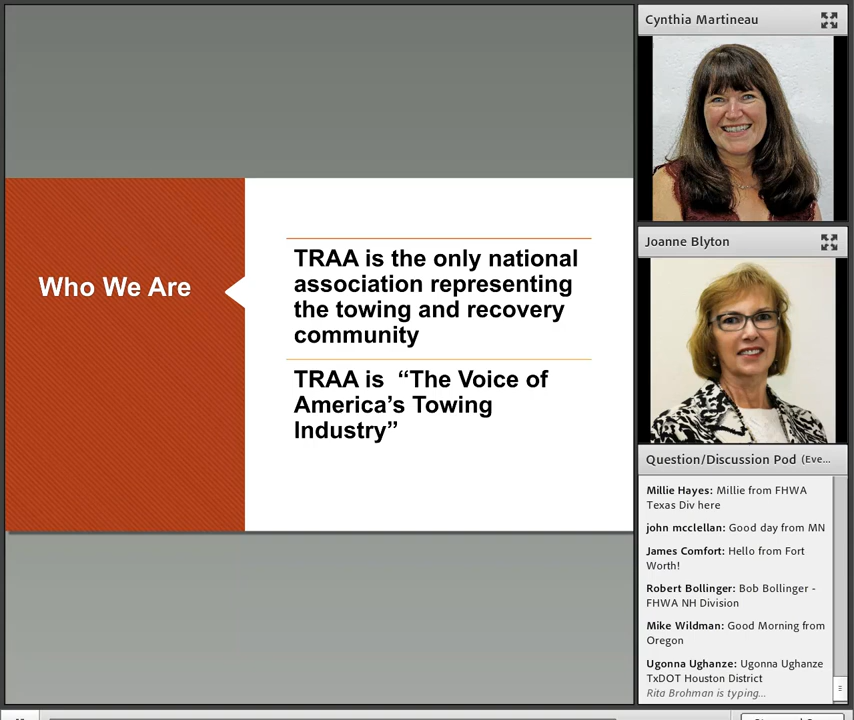 Cynthia Martineau
Who We Are
TRAA is the only national
association representing
the towing and recovery
community
TRAA is “The Voice of
America’s Towing
Industry”
Joanne Blyton
Question/Discussion Pod (Eve...
Millie Hayes: Millie from FHWA
Texas Div here
john mcclellan: Good day from MN
James Comfort: Hello from Fort
Worth!
Robert Bollinger: Bob Bollinger -
FHWA NH Division
Mike Wildman: Good Morning from
Oregon
Ugonna Ughanze: Ugonna Ughanze
TxDOT Houston District
Rita Brohman is typing...